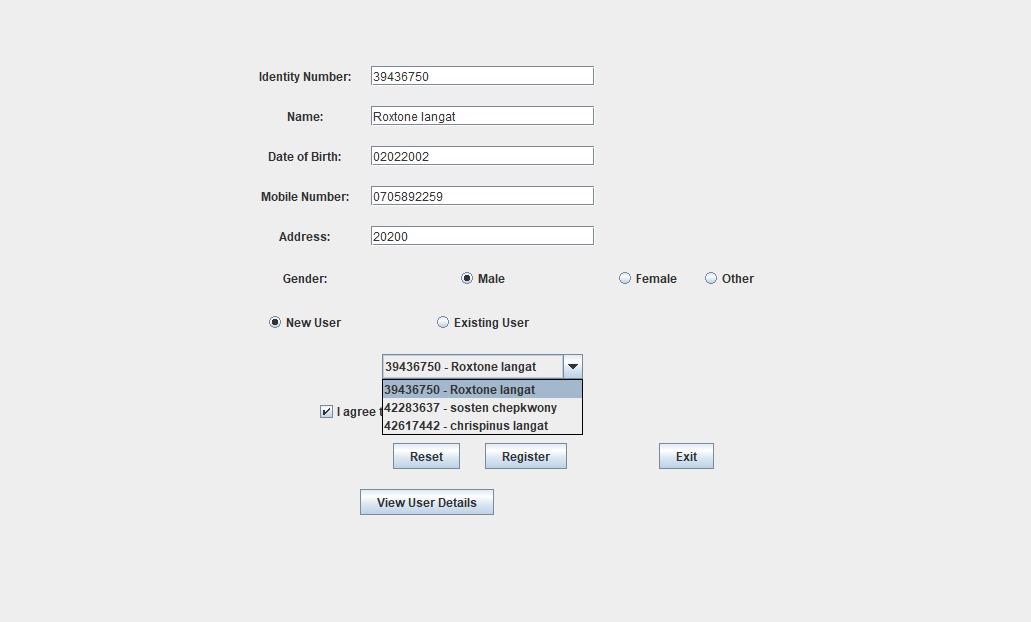 Identity Number: 39436750
Name: Roxtone langat
Date of Birth: 02022002
Mobile Number: 0705892259
Address: 20200
Gender: Male Female Other
New User Existing User
39436750 - Roxtone langat
39436750 - Roxtone langat
42283637 - sosten chepkwony
I agree
42617442 - chrispinus langat
Reset Register Exit
View User Details